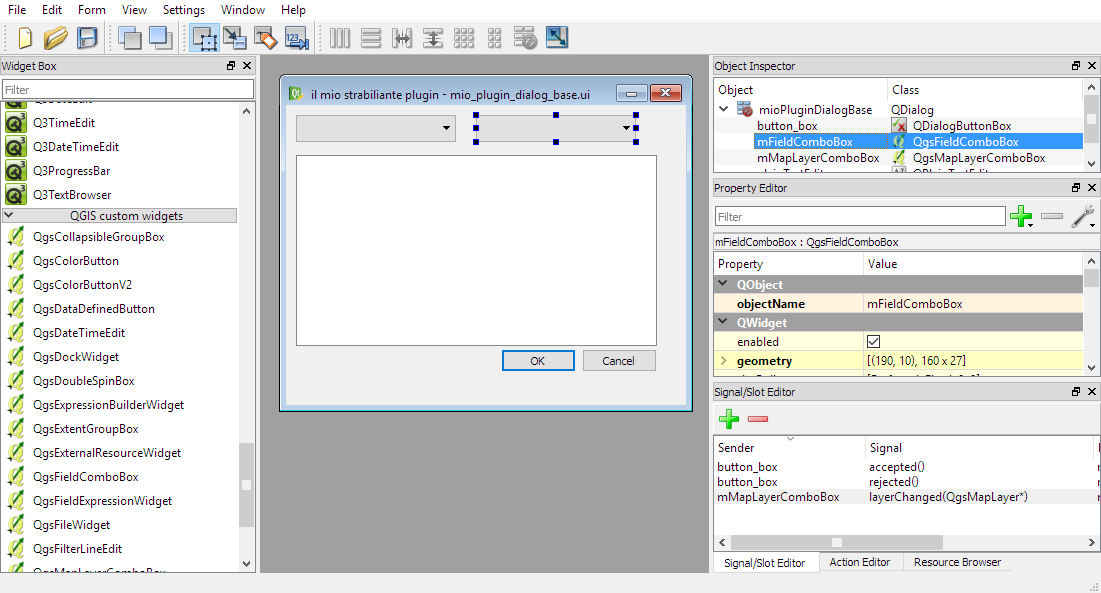 File Edit Form View Settings Window Help
Widget Box
Filter
Q3TimeEdit
Q3DateTimeEdit
Q3ProgressBar
Q3TextBrowser
QGIS custom widgets
QgsCollapsibleGroupBox
QgsColorButton
QgsColorButtonV2
QgsDataDefinedButton
QgsDateTimeEdit
QgsDockWidget
QgsDoubleSpinBox
QgsExpressionBuilderWidget
QgsExtentGroupBox
QgsExternalResourceWidget
QgsFieldComboBox
QgsFieldExpressionWidget
QgsFileWidget
QgsFilterLineEdit
QgsMapLayerComboBox
il mio strabiliante plugin - mio_plugin_dialog_base.ui
OK Cancel
Object Inspector
Object Class
mioPluginDialogBase QDialog
button_box QDialogButtonBox
mFieldComboBox QgsFieldComboBox
mMapLayerComboBox QgsMapLayerComboBox
Property Editor
Filter
mFieldComboBox : QgsFieldComboBox
Property Value
QObject
objectName mFieldComboBox
QWidget
enabled
geometry [(190, 10), 160 x 27]
Signal/Slot Editor
Sender Signal
button_box accepted()
button_box rejected()
mMapLayerComboBox layerChanged(QgsMapLayer*)
Signal/Slot Editor Action Editor Resource Browser